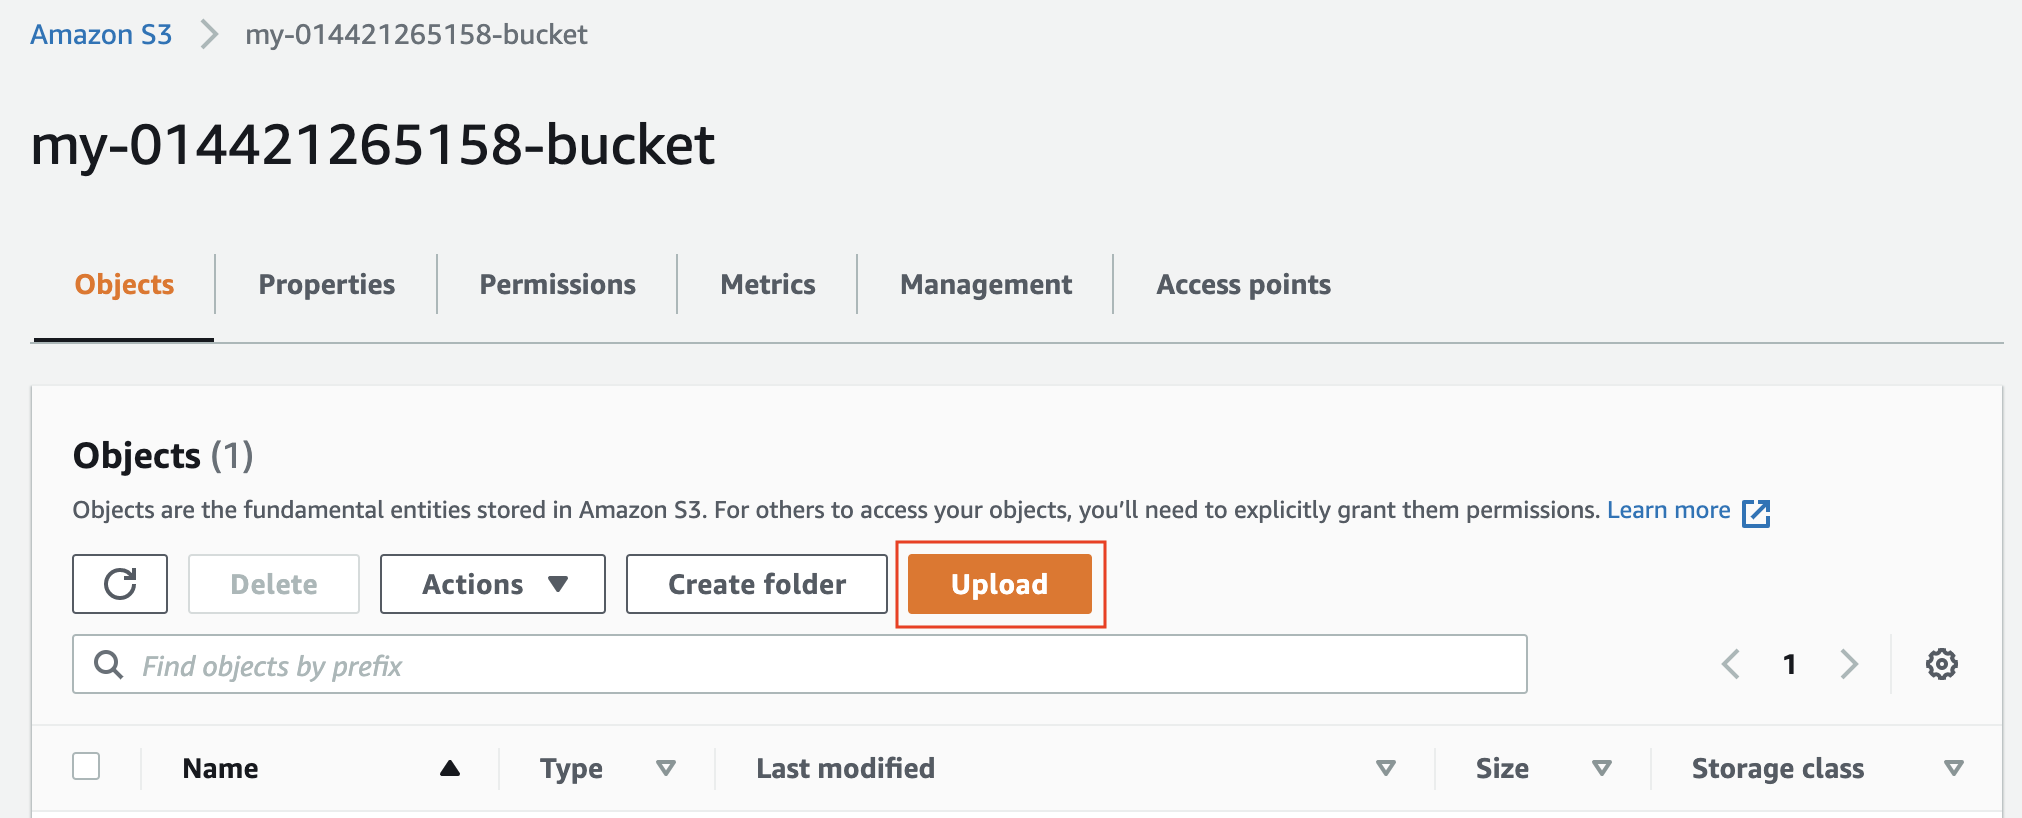 Amazon S3 my-014421265158-bucket
my-014421265158-bucket
Objects Properties Permissions Metrics Management Access points
Objects (1)
Objects are the fundamental entities stored in Amazon S3. For others to access your objects, you’ll need to explicitly grant them permissions. Learn more
Delete Actions Create folder Upload
Find objects by prefix 1
Name Type Last modified Size Storage class